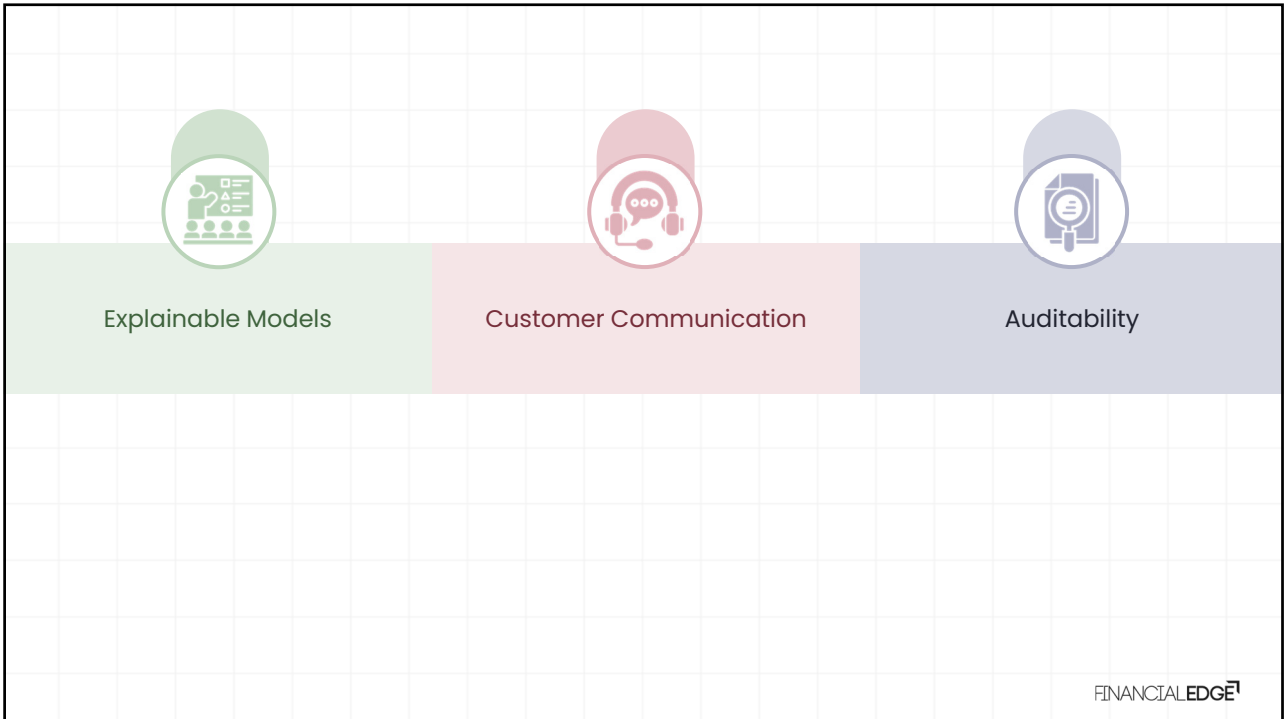 Explainable Models
Customer Communication
Auditability
FINANCIALEDGE